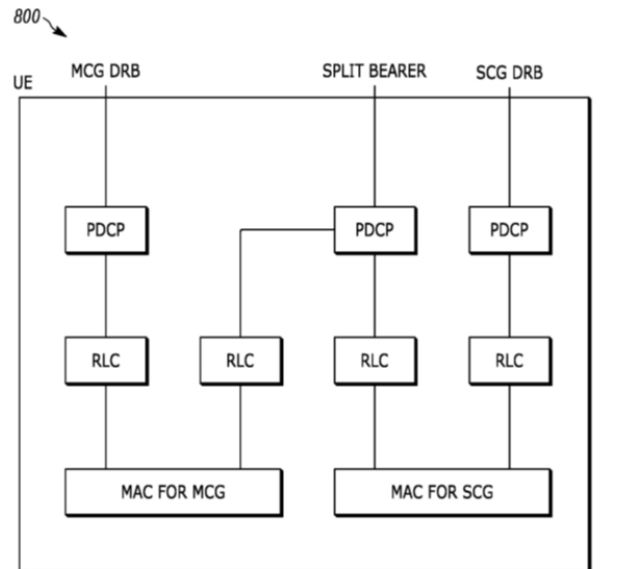 800
MCG DRB
SPLIT BEARER
SCG DRB
UE
PDCP
PDCP
PDCP
RLC
RLC
RLC
RLC
MAC FOR MCG
MAC FOR SCG